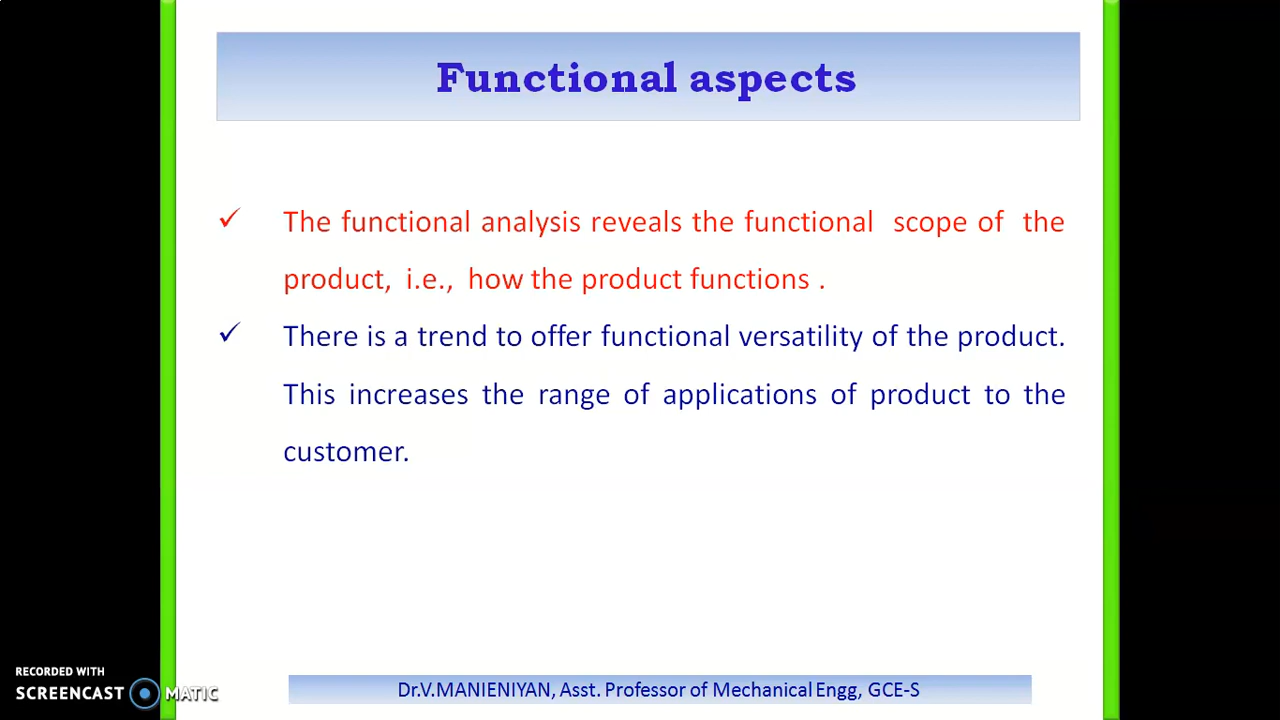 Functional aspects
✓ The functional analysis reveals the functional scope of the
product, i.e., how the product functions .
✓ There is a trend to offer functional versatility of the product.
This increases the range of applications of product to the
customer.
RECORDED WITH
SCREENCAST MATIC
Dr.V.MANIENIYAN, Asst. Professor of Mechanical Engg, GCE-S